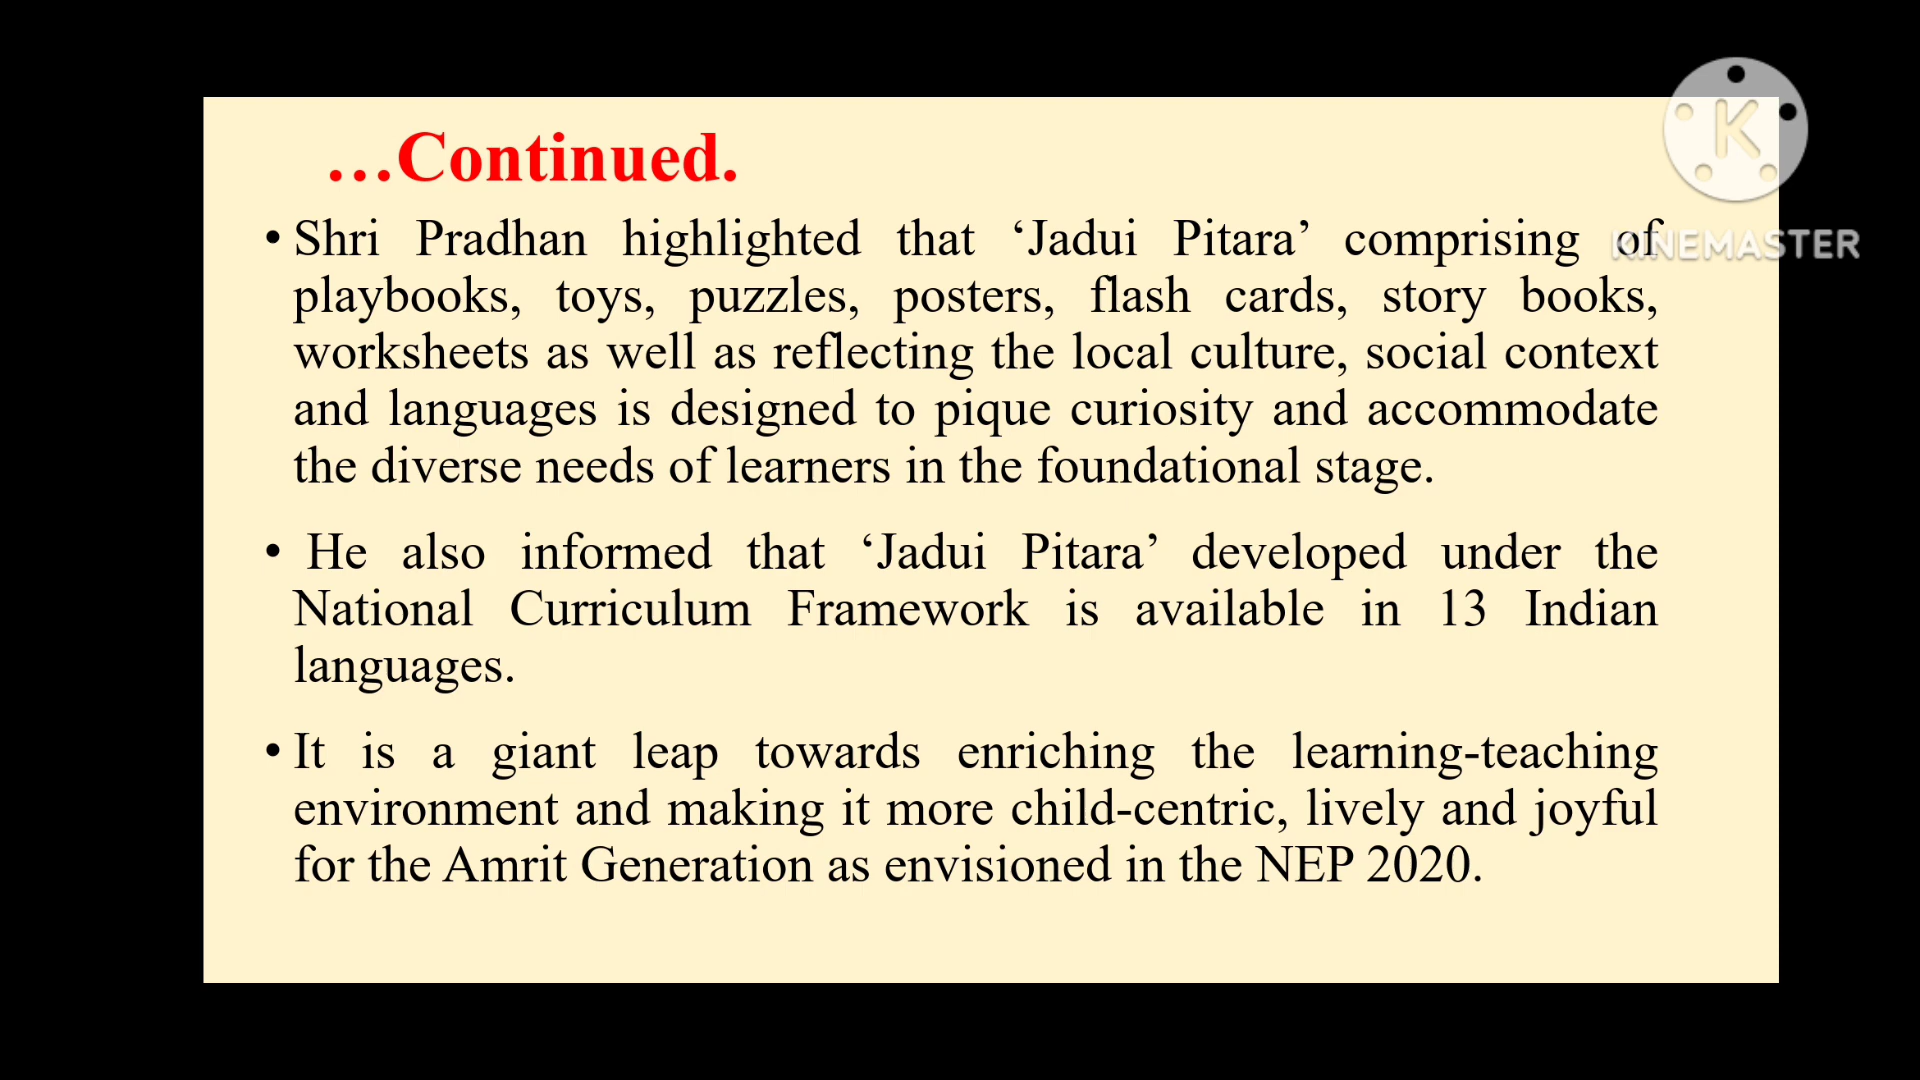 …Continued.
• Shri Pradhan highlighted that ‘Jadui Pitara’ comprising of
playbooks, toys, puzzles, posters, flash cards, story books,
worksheets as well as reflecting the local culture, social context
and languages is designed to pique curiosity and accommodate
the diverse needs of learners in the foundational stage.
• He also informed that ‘Jadui Pitara’ developed under the
National Curriculum Framework is available in 13 Indian
languages.
• It is a giant leap towards enriching the learning-teaching
environment and making it more child-centric, lively and joyful
for the Amrit Generation as envisioned in the NEP 2020.
K
KINEMASTER